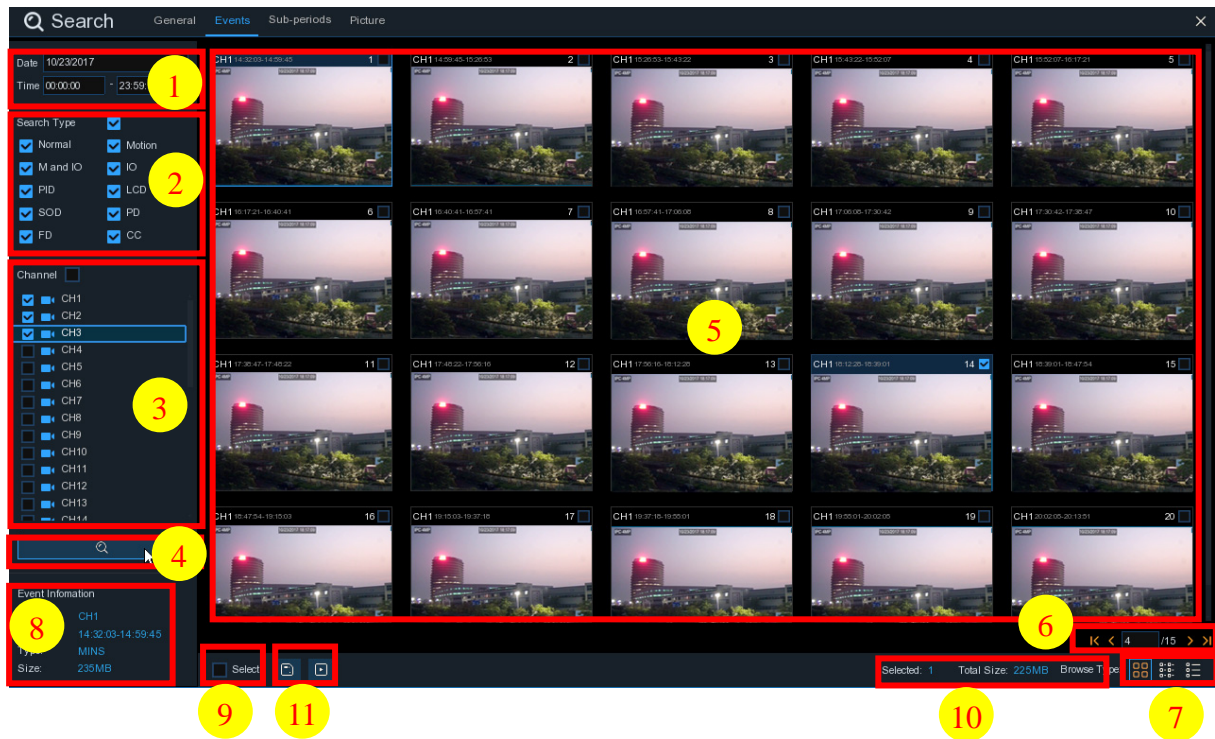 Search General Events Sub-periods Picture
Date 10/23/2017
Time 00:00:00 - 23:59:
1
Search Type
Normal Motion
M and IO IO
PID LCD
SOD PD
FD CC
2
Channel
CH1
CH2
CH3
CH4
CH5
CH6
CH7
CH8
CH9
CH10
CH11
CH12
CH13
CH14
3
4
Event Infomation
CH1
14:32:03-14:59:45
MINS
Size: 235MB
8
CH1 14:32:03-14:59:45 1
CH1 14:59:45-15:26:53 2
CH1 15:26:53-15:43:22 3
CH1 15:43:22-15:52:07 4
CH1 15:52:07-16:17:21 5
CH1 16:17:21-16:40:41 6
CH1 16:40:41-16:57:41 7
CH1 16:57:41-17:06:08 8
CH1 17:06:08-17:30:42 9
CH1 17:30:42-17:38:47 10
5
CH1 17:38:47-17:48:22 11
CH1 17:48:22-17:56:16 12
CH1 17:56:16-18:12:28 13
CH1 18:12:28-18:39:01 14
CH1 18:39:01-18:47:54 15
CH1 18:47:54-19:15:03 16
CH1 19:15:03-19:37:18 17
CH1 19:37:18-19:55:01 18
CH1 19:55:01-20:02:05 19
CH1 20:02:05-20:13:51 20
6
4 /15
Select
Selected: 1 Total Size: 225MB Browse Type
9
11
10
7